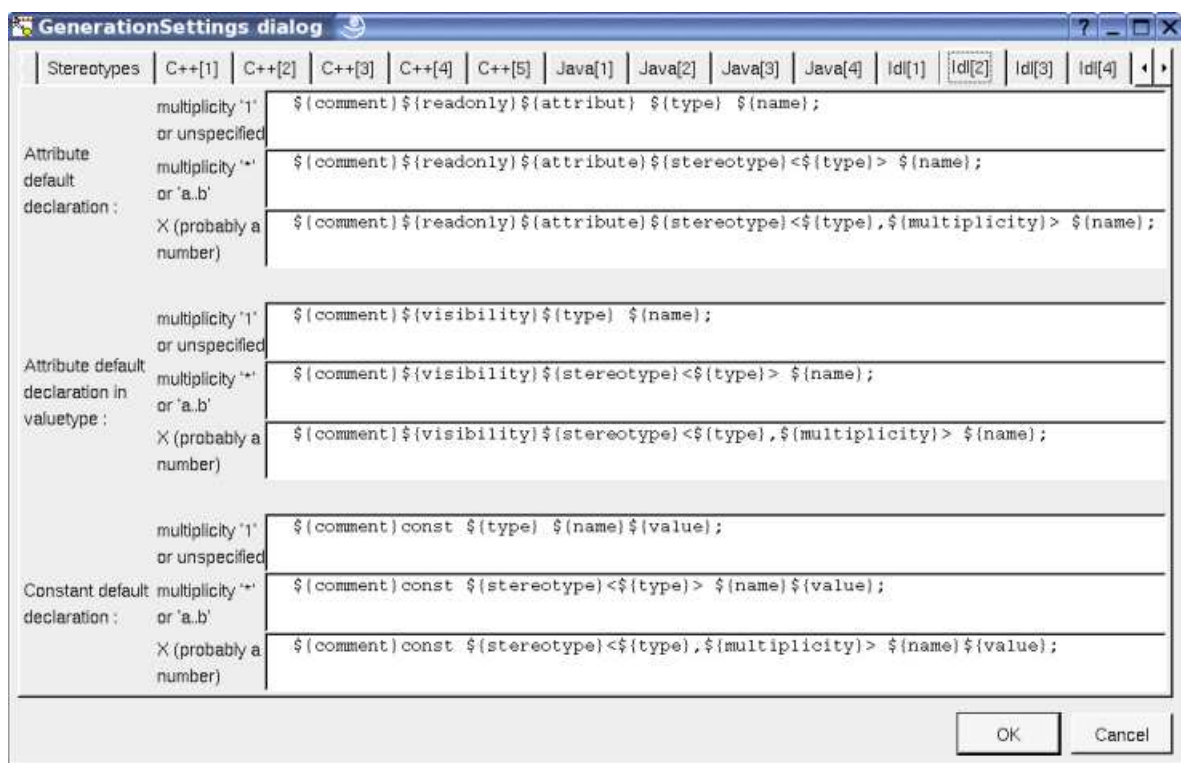 GenerationSettings dialog
Stereotypes C++[1] C++[2] C++[3] C++[4] C++[5] Java[1] Java[2] Java[3] Java[4] Idl[1] Idl[2] Idl[3] Idl[4]
Attribute
default
declaration :
multiplicity '1'
or unspecified
${comment}${readonly}${attribut} ${type} ${name};
multiplicity '*'
or 'a..b'
${comment}${readonly}${attribute}${stereotype}<${type}> ${name};
X (probably a
number)
${comment}${readonly}${attribute}${stereotype}<${type},${multiplicity}> ${name};
Attribute default
declaration in
valuetype :
multiplicity '1'
or unspecified
${comment}${visibility}${type} ${name};
multiplicity '*'
or 'a..b'
${comment}${visibility}${stereotype}<${type}> ${name};
X (probably a
number)
${comment}${visibility}${stereotype}<${type},${multiplicity}> ${name};
Constant default
declaration :
multiplicity '1'
or unspecified
${comment}const ${type} ${name}${value};
multiplicity '*'
or 'a..b'
${comment}const ${stereotype}<${type}> ${name}${value};
X (probably a
number)
${comment}const ${stereotype}<${type},${multiplicity}> ${name}${value};
OK Cancel